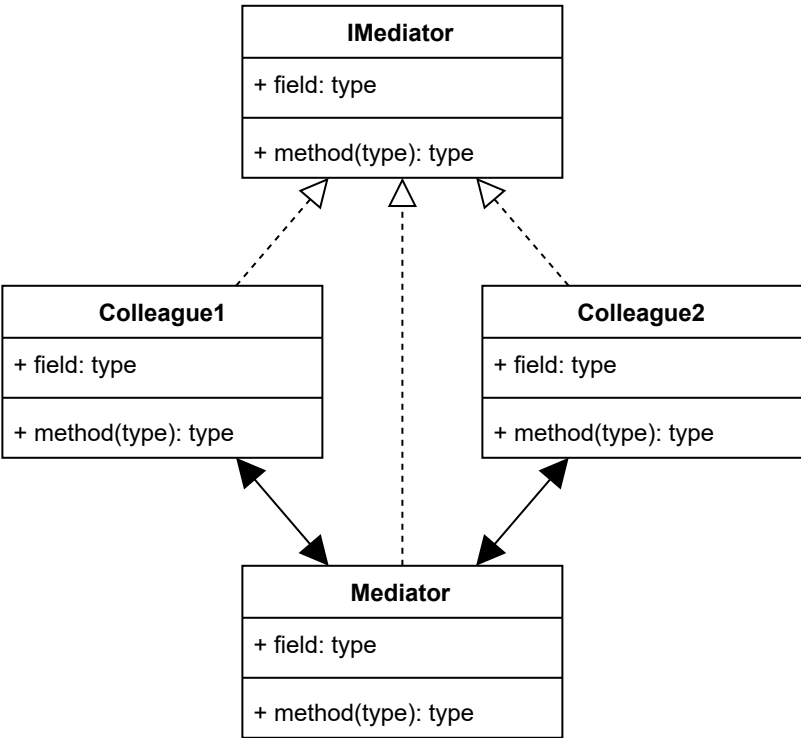 IMediator
+ field: type
+ method(type): type
Colleague1
+ field: type
+ method(type): type
Colleague2
+ field: type
+ method(type): type
Mediator
+ field: type
+ method(type): type